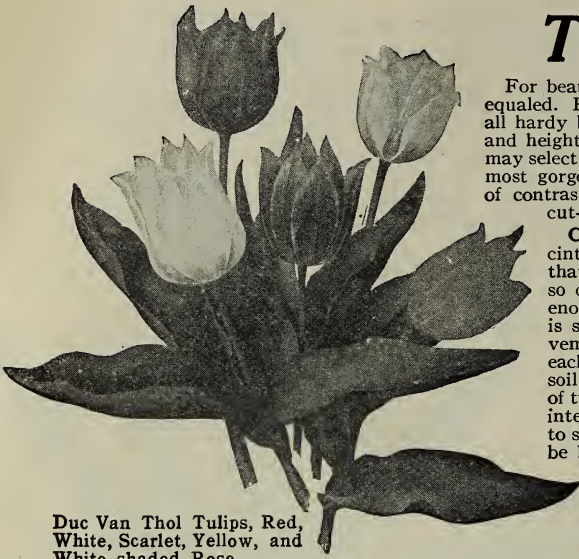 T
For beau
equaled.
all hardy
and height
may select
most gorge
of contras
cut-
cint
that
so
eno
is s
vem
each
soil
of t
inte
to s
be
Duc Van Thol Tulips, Red,
White, Scarlet, Yellow, and
White shaded Rose